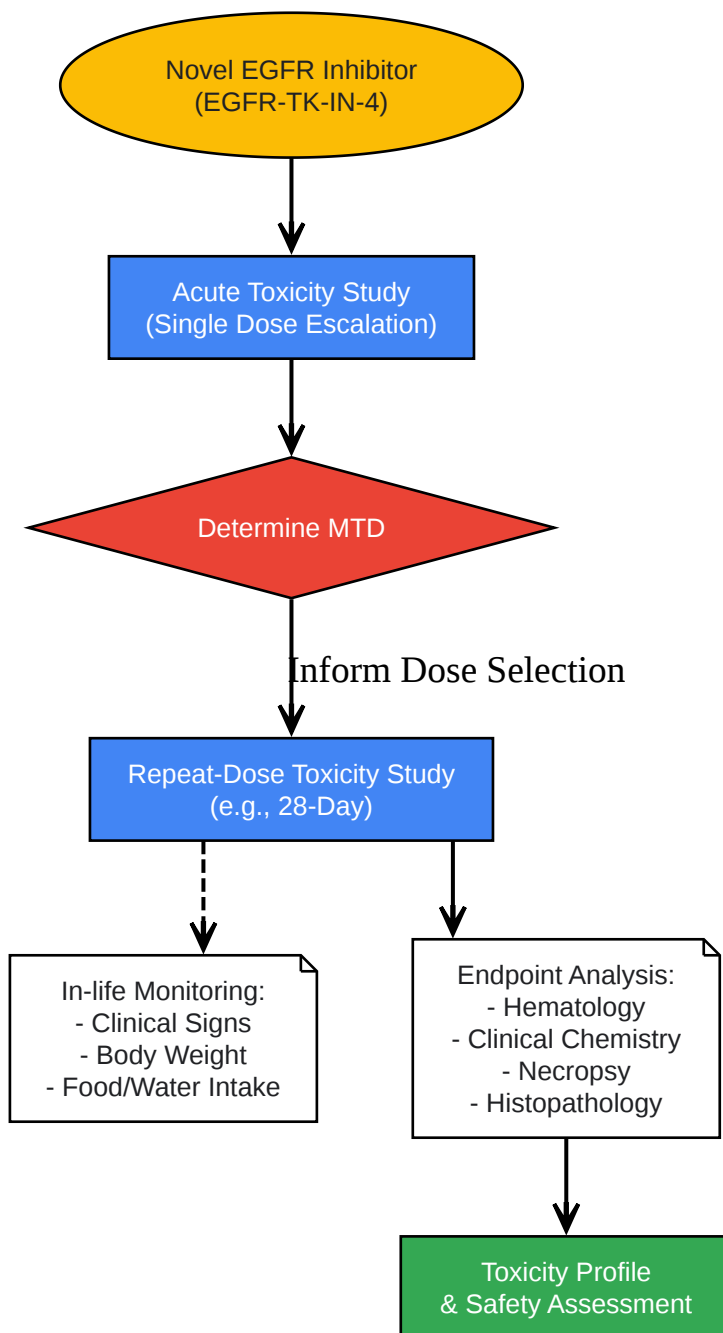 Novel EGFR Inhibitor
(EGFR-TK-IN-4)
Acute Toxicity Study
(Single Dose Escalation)
Determine MTD
Inform Dose Selection
Repeat-Dose Toxicity Study
(e.g., 28-Day)
In-life Monitoring:
- Clinical Signs
- Body Weight
- Food/Water Intake
Endpoint Analysis:
- Hematology
- Clinical Chemistry
- Necropsy
- Histopathology
Toxicity Profile
& Safety Assessment